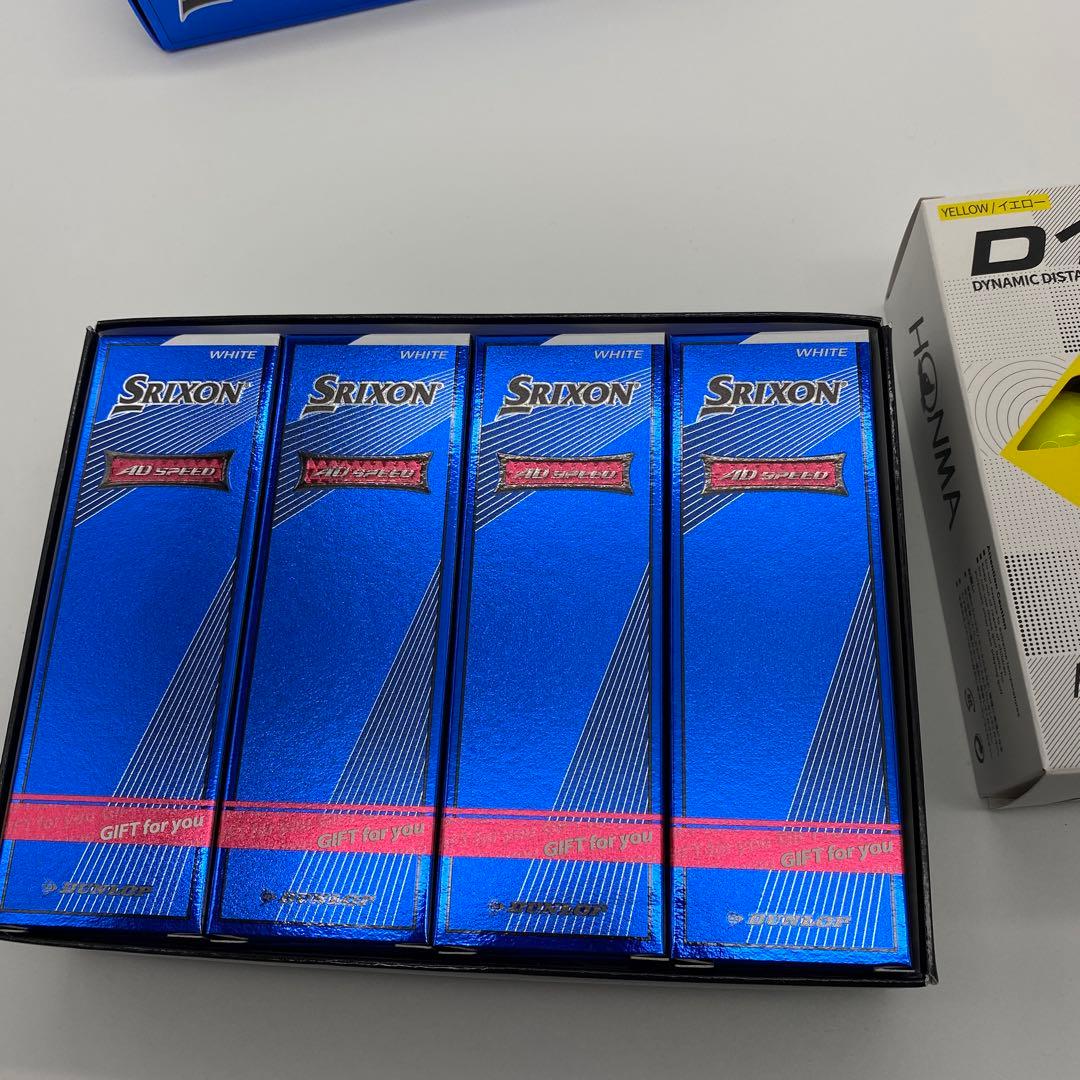 WHITE
SRIXON
AD SPEED
GIFT for you
DUNLOP
WHITE
SRIXON
AD SPEED
GIFT for you
DUNLOP
WHITE
SRIXON
AD SPEED
GIFT for you
DUNLOP
WHITE
SRIXON
AD SPEED
GIFT for you
DUNLOP
YELLOW / イエロー
DYNAMIC
HONMA